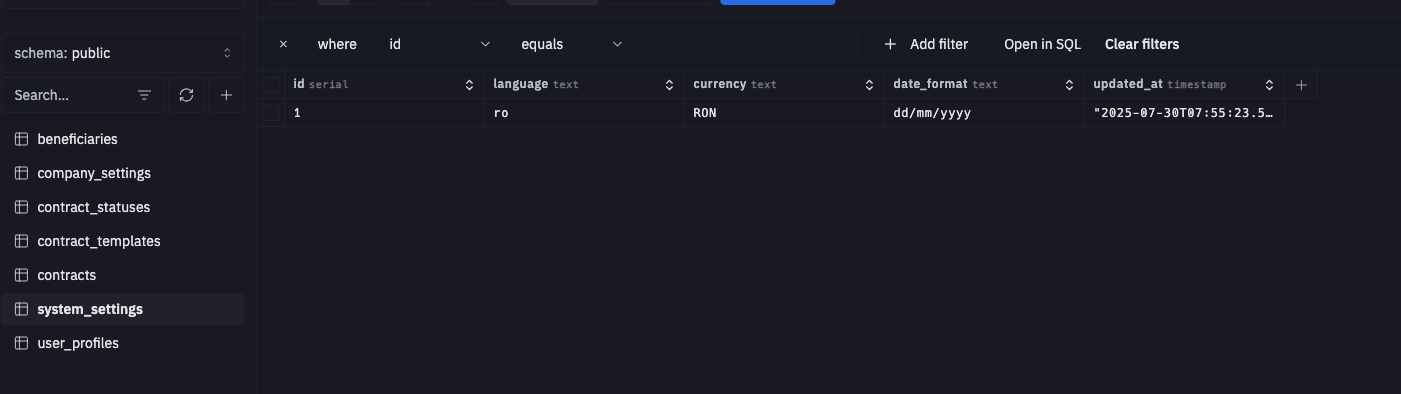 schema: public
Search...
beneficiaries
company_settings
contract_statuses
contract_templates
contracts
system_settings
user_profiles
where id equals Add filter Open in SQL Clear filters
id serial language text currency text date_format text updated_at timestamp
1 ro RON dd/mm/yyyy "2025-07-30T07:55:23.5…